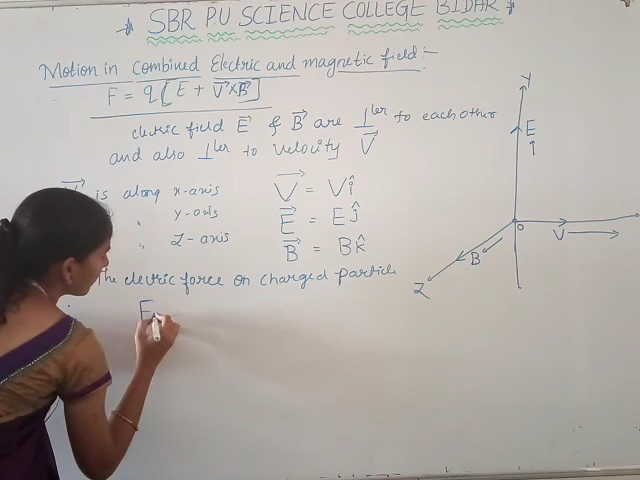 SBR PU SCIENCE COLLEGE BIDAR
Motion in combined Electric and magnetic field:-
F = q[E + V⃗×B⃗]
electric field E⃗ & B⃗ are ⊥ler to each other
and also ⊥ler to velocity V⃗
is along x-axis V⃗ = Vî
" Y-axis E⃗ = Eĵ
" Z-axis B⃗ = Bk̂
The electric force on charged particle
F
Y
E
O
V
B
Z